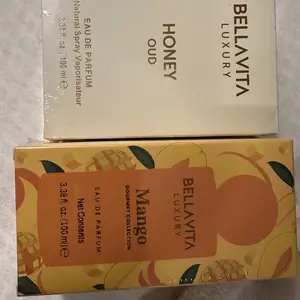 BELLAVITA
LUXURY
HONEY
OUD
EAU DE PARFUM
Natural Spray Vaporisateur
3.38 fl. oz. / 100 ml ℮
BELLAVITA
LUXURY
Mango
GOURMET COLLECTION
EAU DE PARFUM
Net Contents
3.38 fl. oz. (100 ml) ℮